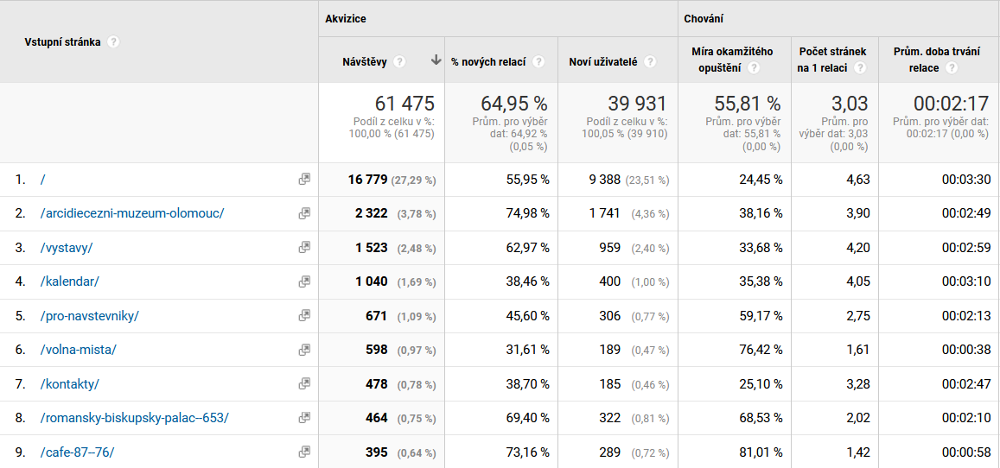 Akvizice Chování
Vstupní stránka ?
Návštěvy ? % nových relací ? Noví uživatelé ? Míra okamžitého opuštění ? Počet stránek na 1 relaci ? Prům. doba trvání relace ?
61 475 64,95 % 39 931 55,81 % 3,03 00:02:17
Podíl z celku v %: 100,00 % (61 475) Prům. pro výběr dat: 64,92 % (0,05 %) Podíl z celku v %: 100,05 % (39 910) Prům. pro výběr dat: 55,81 % (0,00 %) Prům. pro výběr dat: 3,03 (0,00 %) Prům. pro výběr dat: 00:02:17 (0,00 %)
1. / 16 779 (27,29 %) 55,95 % 9 388 (23,51 %) 24,45 % 4,63 00:03:30
2. /arcidiecezni-muzeum-olomouc/ 2 322 (3,78 %) 74,98 % 1 741 (4,36 %) 38,16 % 3,90 00:02:49
3. /vystavy/ 1 523 (2,48 %) 62,97 % 959 (2,40 %) 33,68 % 4,20 00:02:59
4. /kalendar/ 1 040 (1,69 %) 38,46 % 400 (1,00 %) 35,38 % 4,05 00:03:10
5. /pro-navstevniky/ 671 (1,09 %) 45,60 % 306 (0,77 %) 59,17 % 2,75 00:02:13
6. /volna-mista/ 598 (0,97 %) 31,61 % 189 (0,47 %) 76,42 % 1,61 00:00:38
7. /kontakty/ 478 (0,78 %) 38,70 % 185 (0,46 %) 25,10 % 3,28 00:02:47
8. /romansky-biskupsky-palac--653/ 464 (0,75 %) 69,40 % 322 (0,81 %) 68,53 % 2,02 00:02:10
9. /cafe-87--76/ 395 (0,64 %) 73,16 % 289 (0,72 %) 81,01 % 1,42 00:00:58